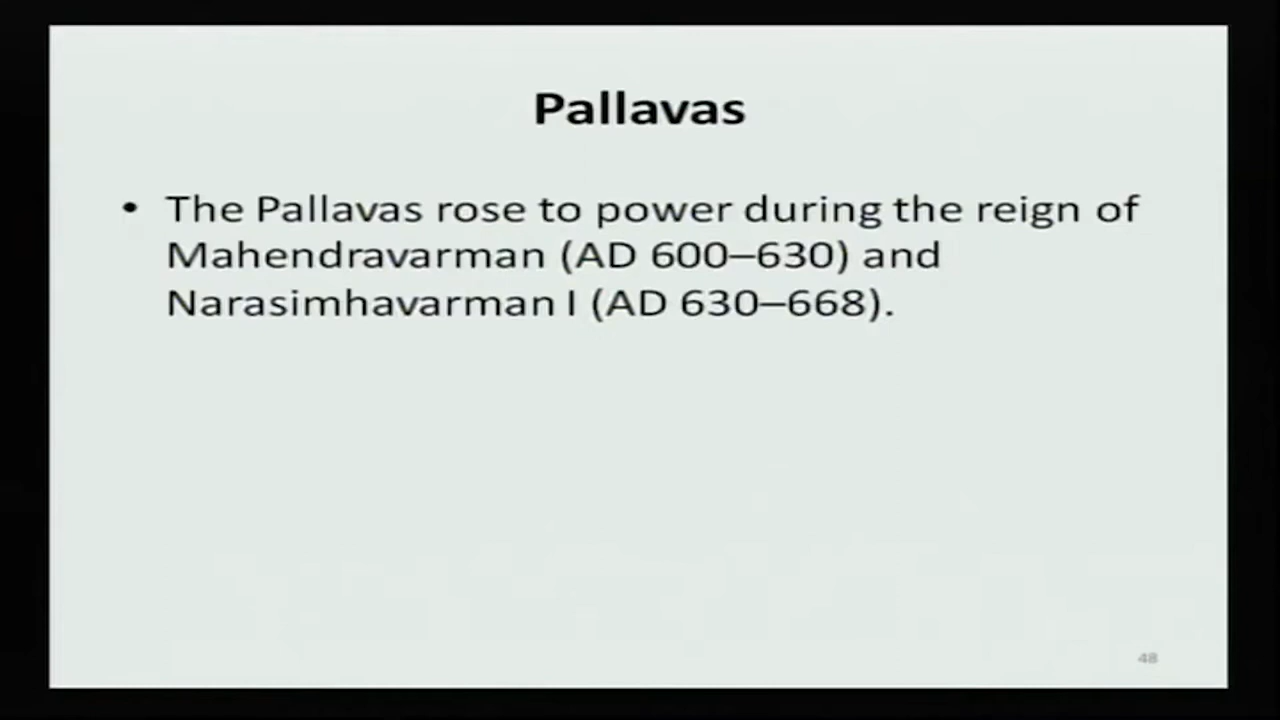 Pallavas
• The Pallavas rose to power during the reign of
Mahendravarman (AD 600–630) and
Narasimhavarman I (AD 630–668).
48